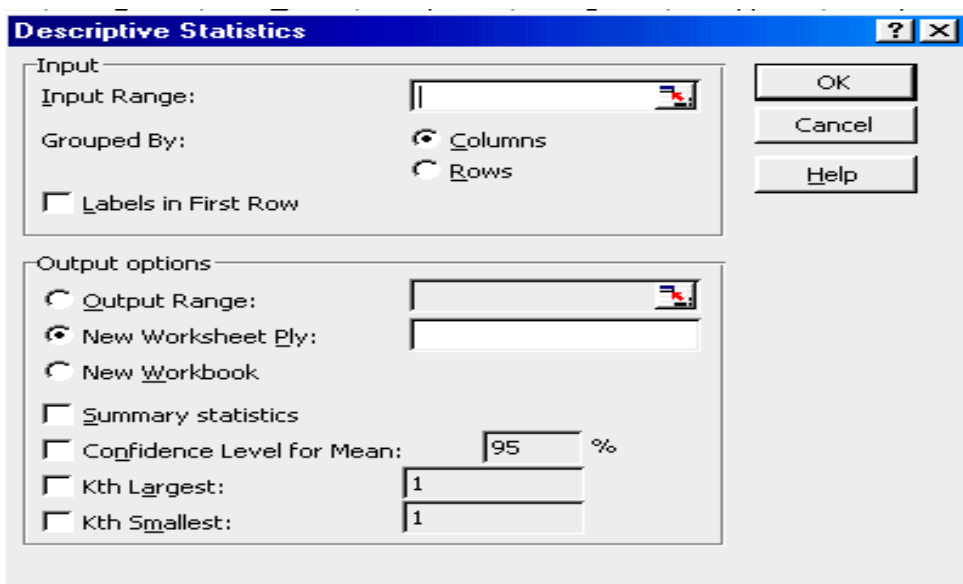 Descriptive Statistics
Input
Input Range:
Grouped By:
Columns
Rows
Labels in First Row
OK
Cancel
Help
Output options
Output Range:
New Worksheet Ply:
New Workbook
Summary statistics
Confidence Level for Mean: 95 %
Kth Largest: 1
Kth Smallest: 1